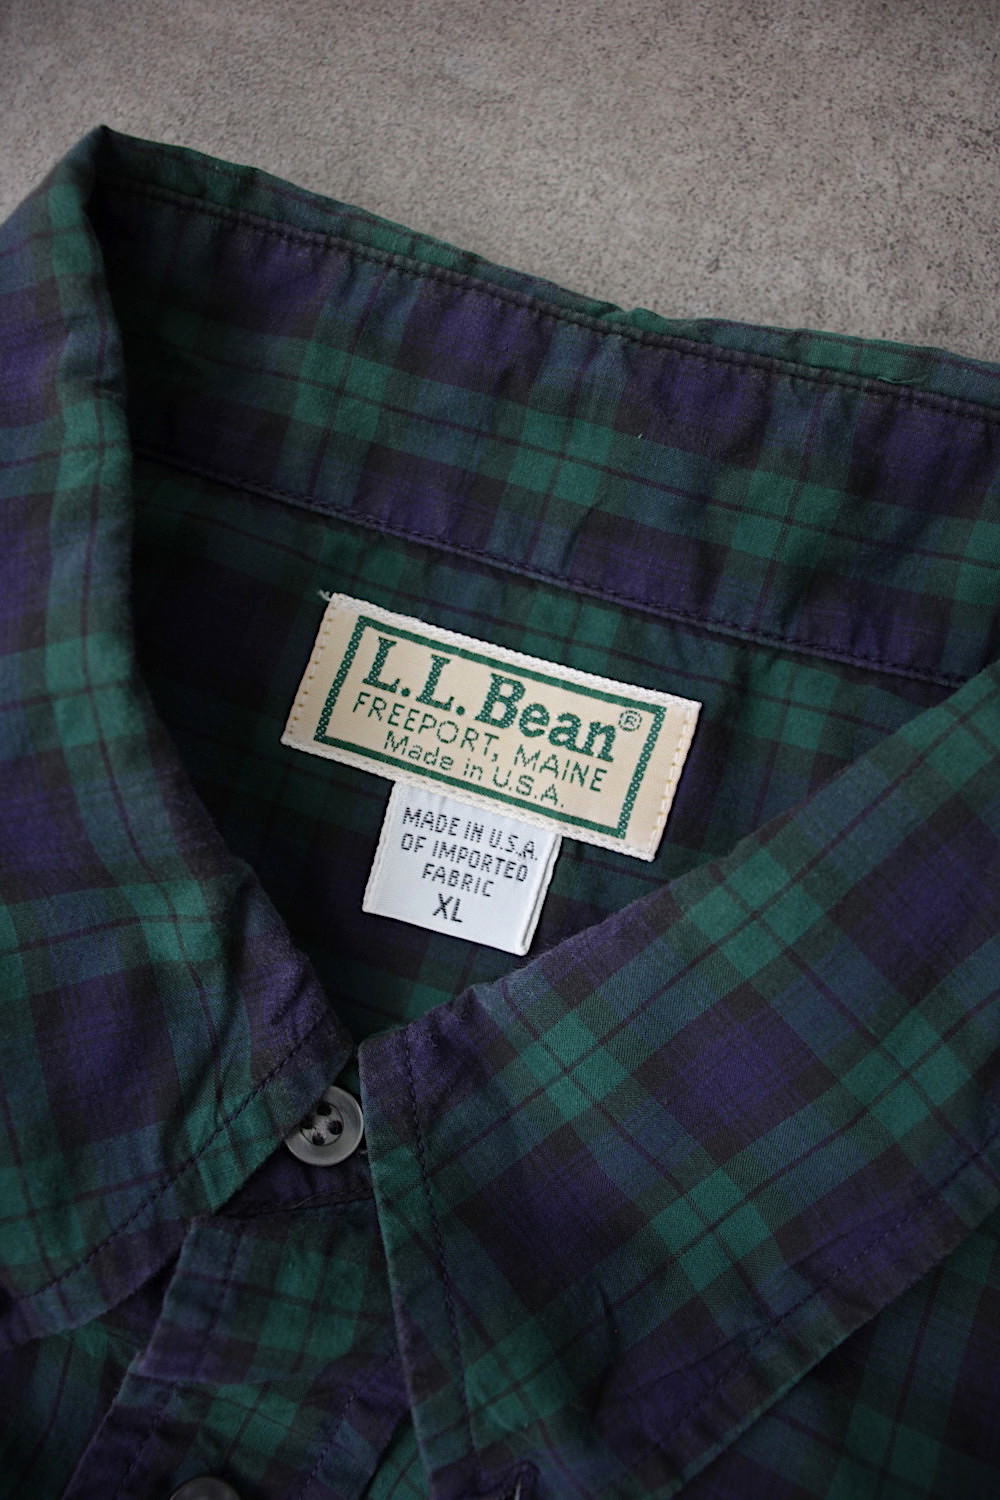 L.L.Bean®
FREEPORT, MAINE
Made in U.S.A.
MADE IN U.S.A.
OF IMPORTED
FABRIC
XL